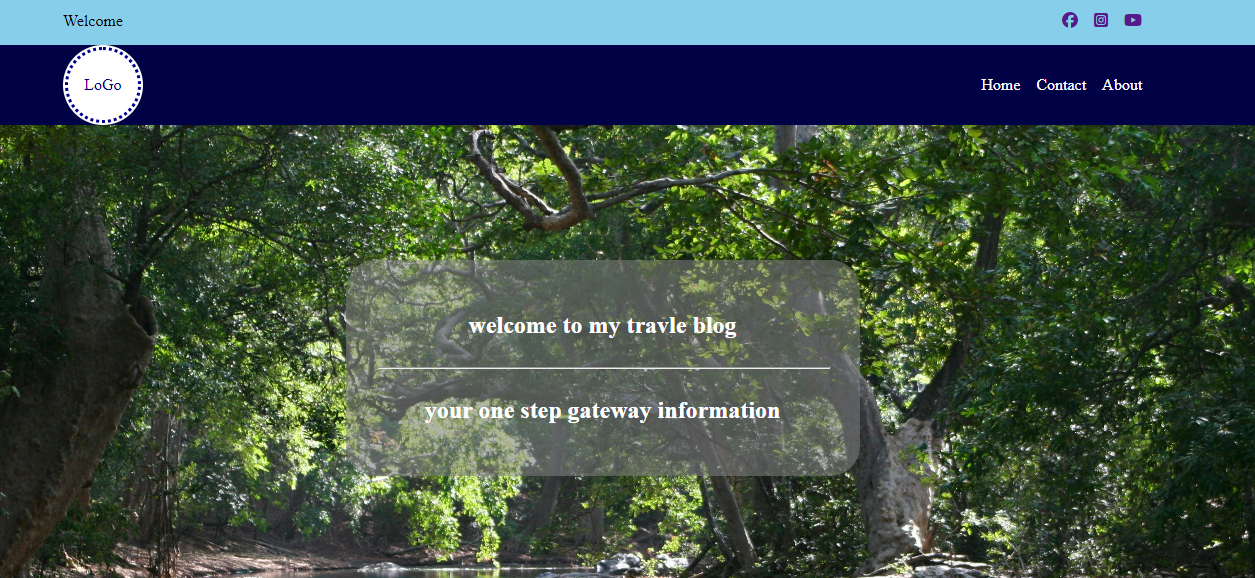 Welcome
LoGo
Home Contact About
welcome to my travle blog
your one step gateway information